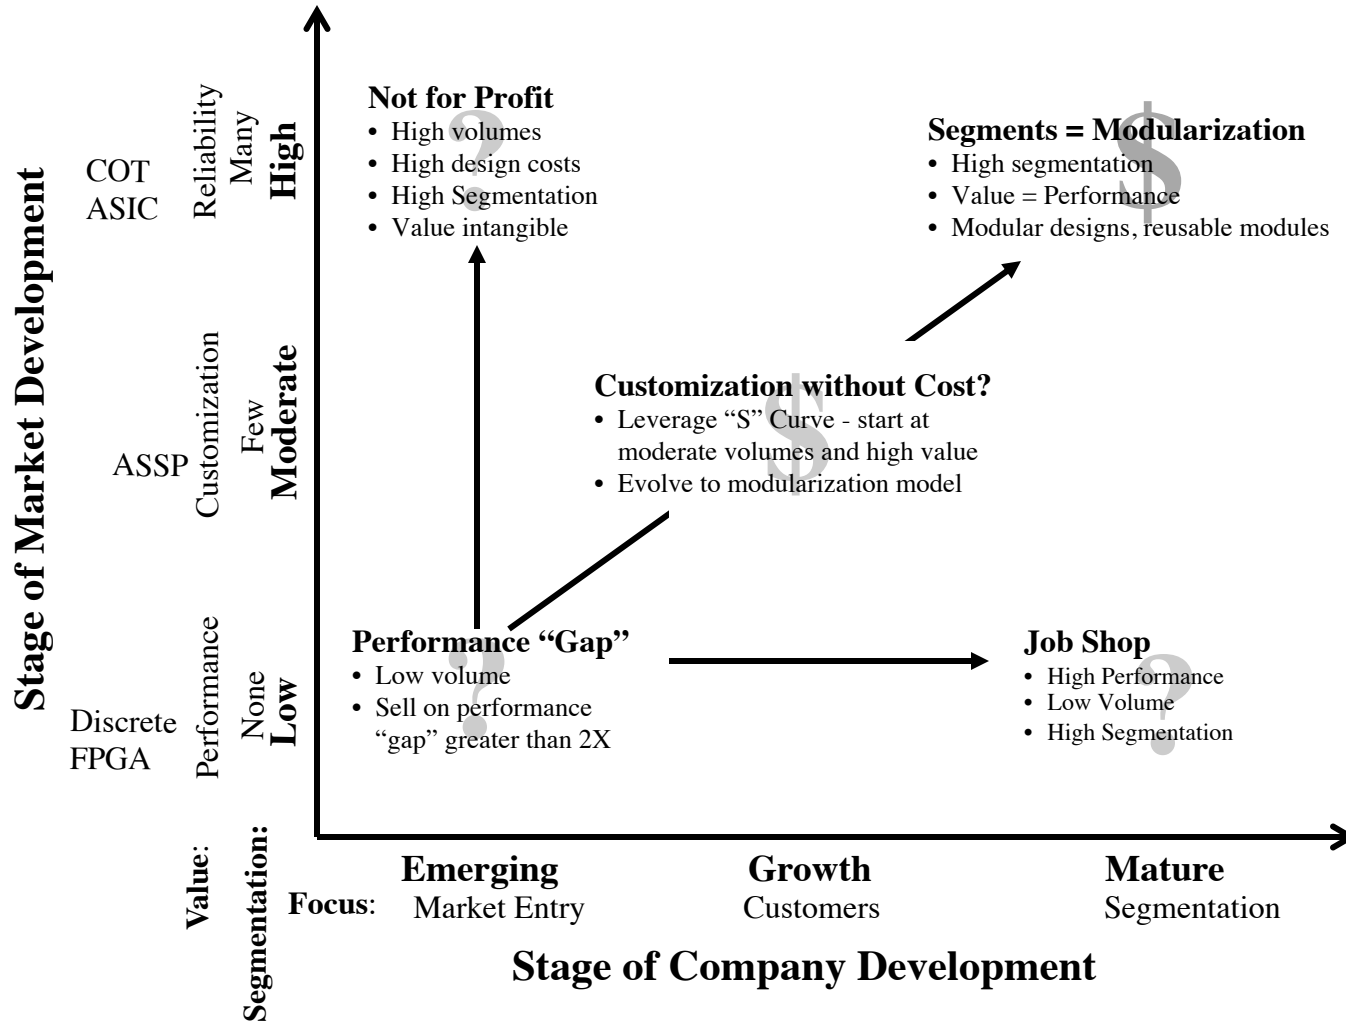 Stage of Market Development
COT
ASIC
Reliability
Many
High
ASSP
Customization
Few
Moderate
Discrete
FPGA
Performance
None
Low
Value:
Segmentation:
?
Not for Profit
• High volumes
• High design costs
• High Segmentation
• Value intangible
$
Segments = Modularization
• High segmentation
• Value = Performance
• Modular designs, reusable modules
$
Customization without Cost?
• Leverage “S” Curve - start at
moderate volumes and high value
• Evolve to modularization model
?
Performance “Gap”
• Low volume
• Sell on performance
“gap” greater than 2X
?
Job Shop
• High Performance
• Low Volume
• High Segmentation
Emerging
Growth
Mature
Focus:
Market Entry
Customers
Segmentation
Stage of Company Development